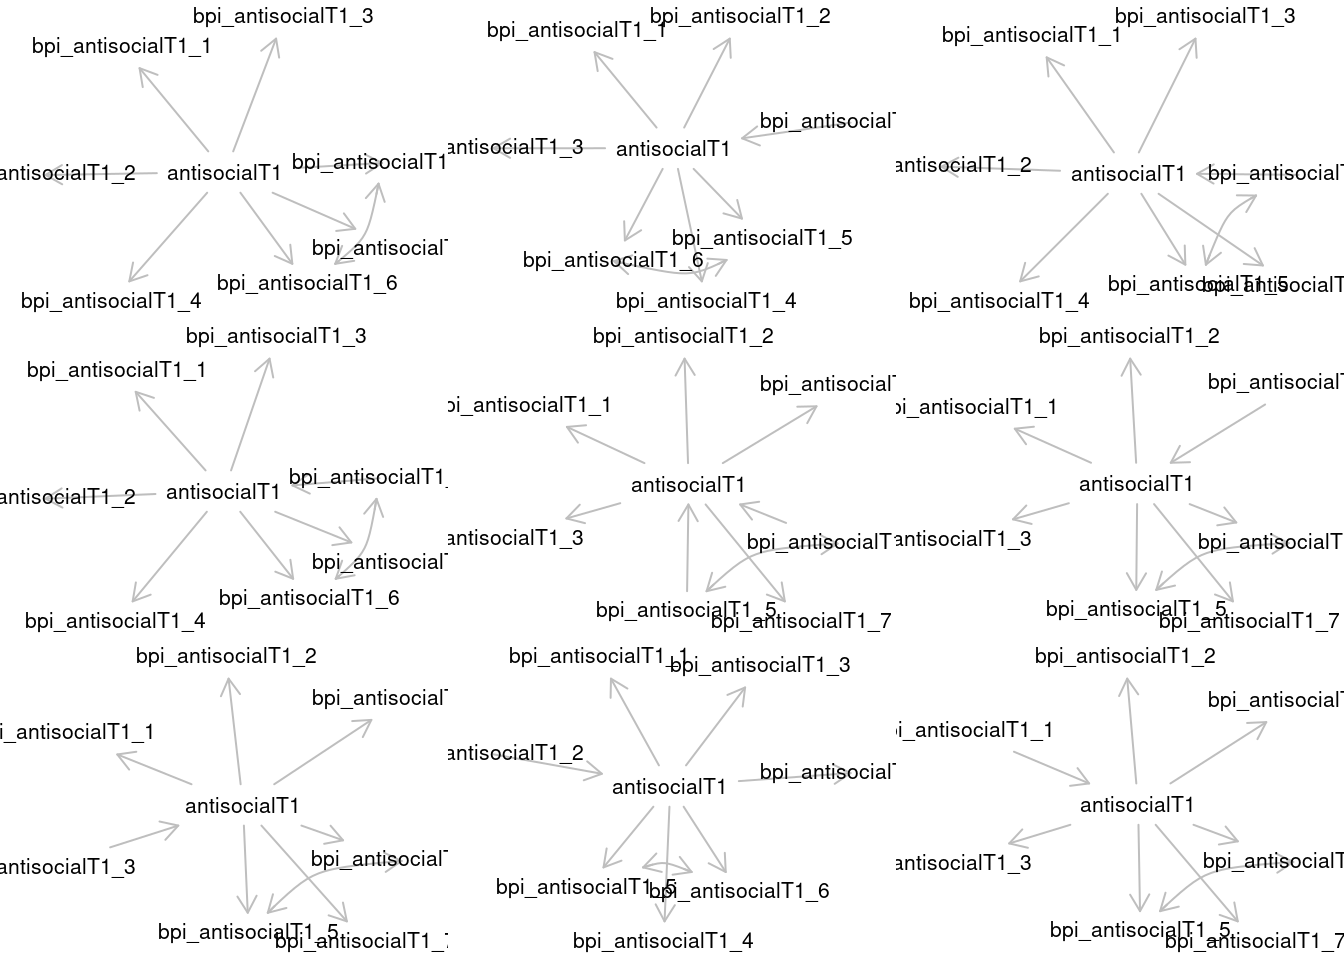 bpi_antisocialT1_3
bpi_antisocialT1_1
antisocialT1_2
antisocialT1
bpi_antisocialT1
bpi_antisocialT
bpi_antisocialT1_6
bpi_antisocialT1_4
bpi_antisocialT1_2
bpi_antisocialT1_1
bpi_antisocialT
antisocialT1_3
antisocialT1
bpi_antisocialT1_5
bpi_antisocialT1_6
bpi_antisocialT1_4
bpi_antisocialT1_3
bpi_antisocialT1_1
antisocialT1_2
antisocialT1
bpi_antisocialT
bpi_antisocialT1_5
bpi_antisocialT
bpi_antisocialT1_4
bpi_antisocialT1_3
bpi_antisocialT1_1
antisocialT1_2
antisocialT1
bpi_antisocialT1_
bpi_antisocialT
bpi_antisocialT1_6
bpi_antisocialT1_4
bpi_antisocialT1_2
bpi_antisocialT
pi_antisocialT1_1
antisocialT1
antisocialT1_3
bpi_antisocialT
bpi_antisocialT1_5
bpi_antisocialT1_7
bpi_antisocialT1_2
bpi_antisocialT
pi_antisocialT1_1
antisocialT1
antisocialT1_3
bpi_antisocialT
bpi_antisocialT1_5
bpi_antisocialT1_7
bpi_antisocialT1_2
bpi_antisocialT
i_antisocialT1_1
antisocialT1
antisocialT1_3
bpi_antisocialT
bpi_antisocialT1_5
bpi_antisocialT1_7
bpi_antisocialT1_1
bpi_antisocialT1_3
antisocialT1_2
bpi_antisocialT
antisocialT1
bpi_antisocialT1_5
bpi_antisocialT1_6
bpi_antisocialT1_4
bpi_antisocialT1_2
bpi_antisocialT
i_antisocialT1_1
antisocialT1
antisocialT1_3
bpi_antisocialT
bpi_antisocialT1_5
bpi_antisocialT1_7